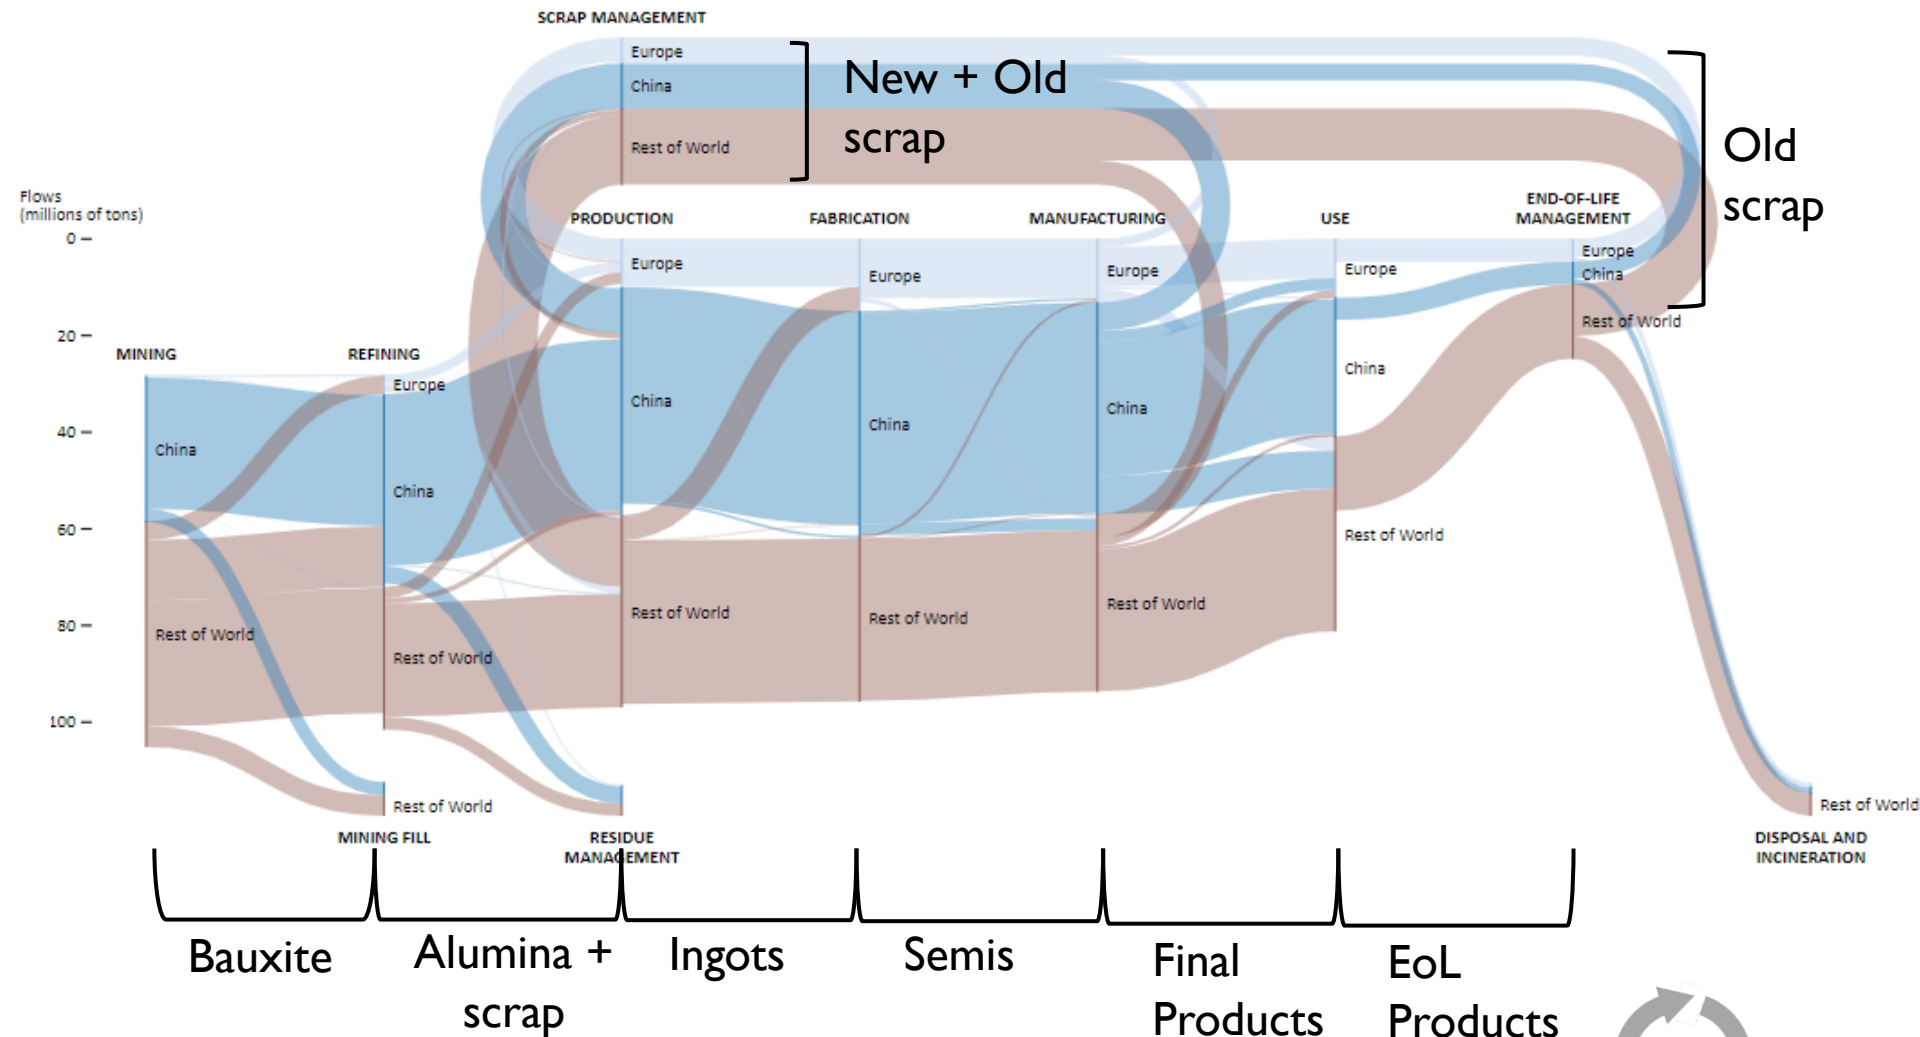 SCRAP MANAGEMENT
Europe
China
Rest of World
New + Old
scrap
Old
scrap
Flows
(millions of tons)
0
20
40
60
80
100
MINING
China
Rest of World
REFINING
Europe
China
Rest of World
PRODUCTION
Europe
China
Rest of World
FABRICATION
Europe
China
Rest of World
MANUFACTURING
Europe
China
Rest of World
USE
Europe
China
Rest of World
END-OF-LIFE
MANAGEMENT
Europe
China
Rest of World
Rest of World
MINING FILL
RESIDUE
MANAGEMENT
Rest of World
DISPOSAL AND
INCINERATION
Bauxite
Alumina +
scrap
Ingots
Semis
Final
Products
EoL
Products